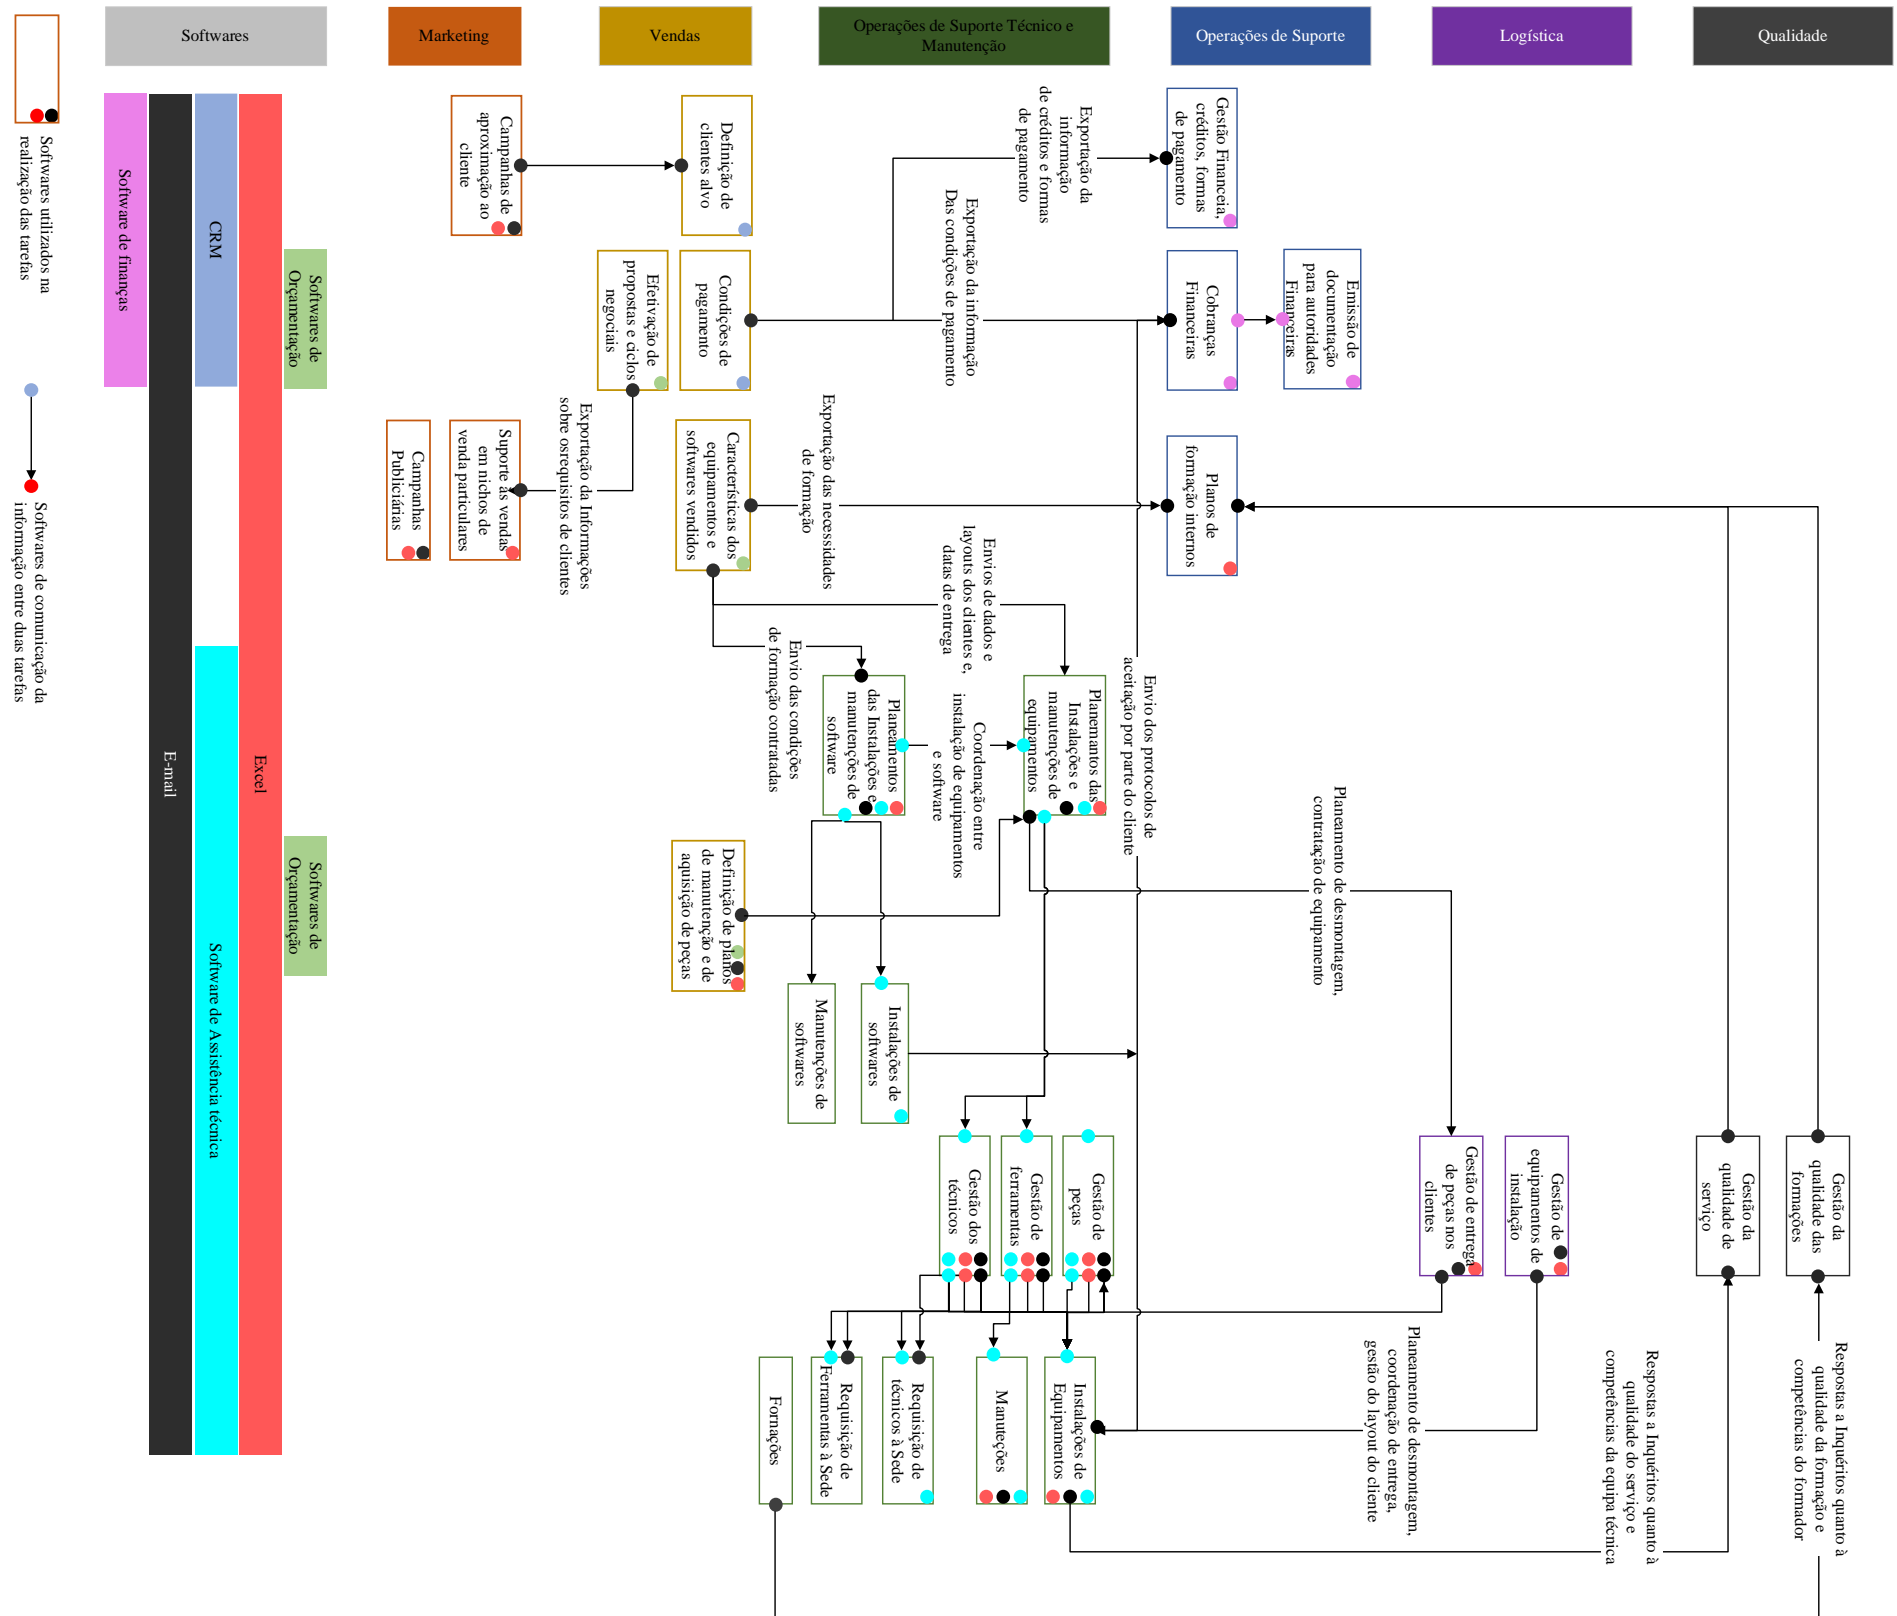 Softwares
Marketing
Vendas
Operações de Suporte Técnico e
Manutenção
Operações de Suporte
Logística
Qualidade
Softwares utilizados na
realização das tarefas
Softwares de comunicação da
informação entre duas tarefas
Software de finanças
E-mail
CRM
Software de Assistência técnica
Excel
Softwares de
Orçamentação
Softwares de
Orçamentação
Campanhas de
aproximação ao
cliente
Definição de
clientes alvo
Efetivação de
propostas e ciclos
negociais
Condições de
pagamento
Campanhas
Publiciárias
Suporte às vendas
em nichos de
venda particulares
Exportação da Informações
sobre osrequisitos de clientes
Características dos
equipamentos e
softwares vendidos
Exportação das necessidades
de formação
Exportação da informação
Das condições de pagamento
Exportação da
informação
de créditos e formas
de pagamento
Gestão Financeia,
créditos, formas
de pagamento
Cobranças
Financeiras
Emissão de
documentação
para autoridades
Financeiras
Planos de
formação internos
Envios de dados e
layouts dos clientes e,
datas de entrega
Envio das condições
de formação contratadas
Planeamentos
das Instalações e
manutenções de
software
Coordenação entre
instalação de equipamentos
e software
Planemantos das
Instalações e
manutenções de
equipamentos
Envio dos protocolos de
aceitação por parte do cliente
Planeamento de desmontagem,
contratação de equipamento
Definição de planos
de manutenção e de
aquisição de peças
Manutenções de
softwares
Instalações de
softwares
Gestão dos
técnicos
Gestão de
ferramentas
Gestão de
peças
Gestão de entrega
de peças nos
clientes
Gestão de
equipamentos de
instalação
Gestão da
qualidade de
serviço
Gestão da
qualidade das
formações
Fornações
Requisição de
Ferramentas à Sede
Requisição de
técnicos à Sede
Manuteções
Instalações de
Equipamentos
Planeamento de desmontagem,
coordenação de entrega,
gestão do layout do cliente
Respostas a Inquéritos quanto à
qualidade do serviço e
competências da equipa técnica
Respostas a Inquéritos quanto à
qualidade da formação e
competências do formador